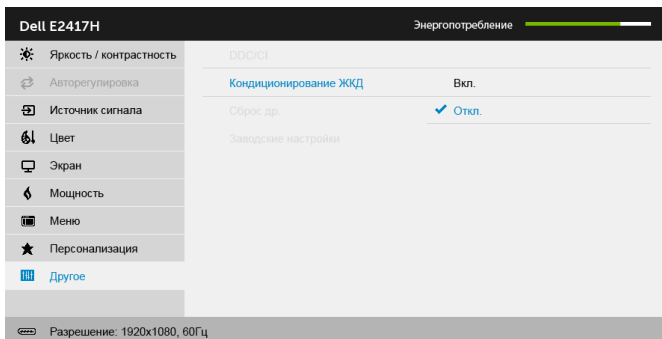 Dell E2417H
Энергопотребление
Яркость / контрастность
DDC/CI
Авторегулировка
Кондиционирование ЖКД
Вкл.
Источник сигнала
Сброс др.
Откл.
Цвет
Заводские настройки
Экран
Мощность
Меню
Персонализация
Другое
Разрешение: 1920x1080, 60Гц